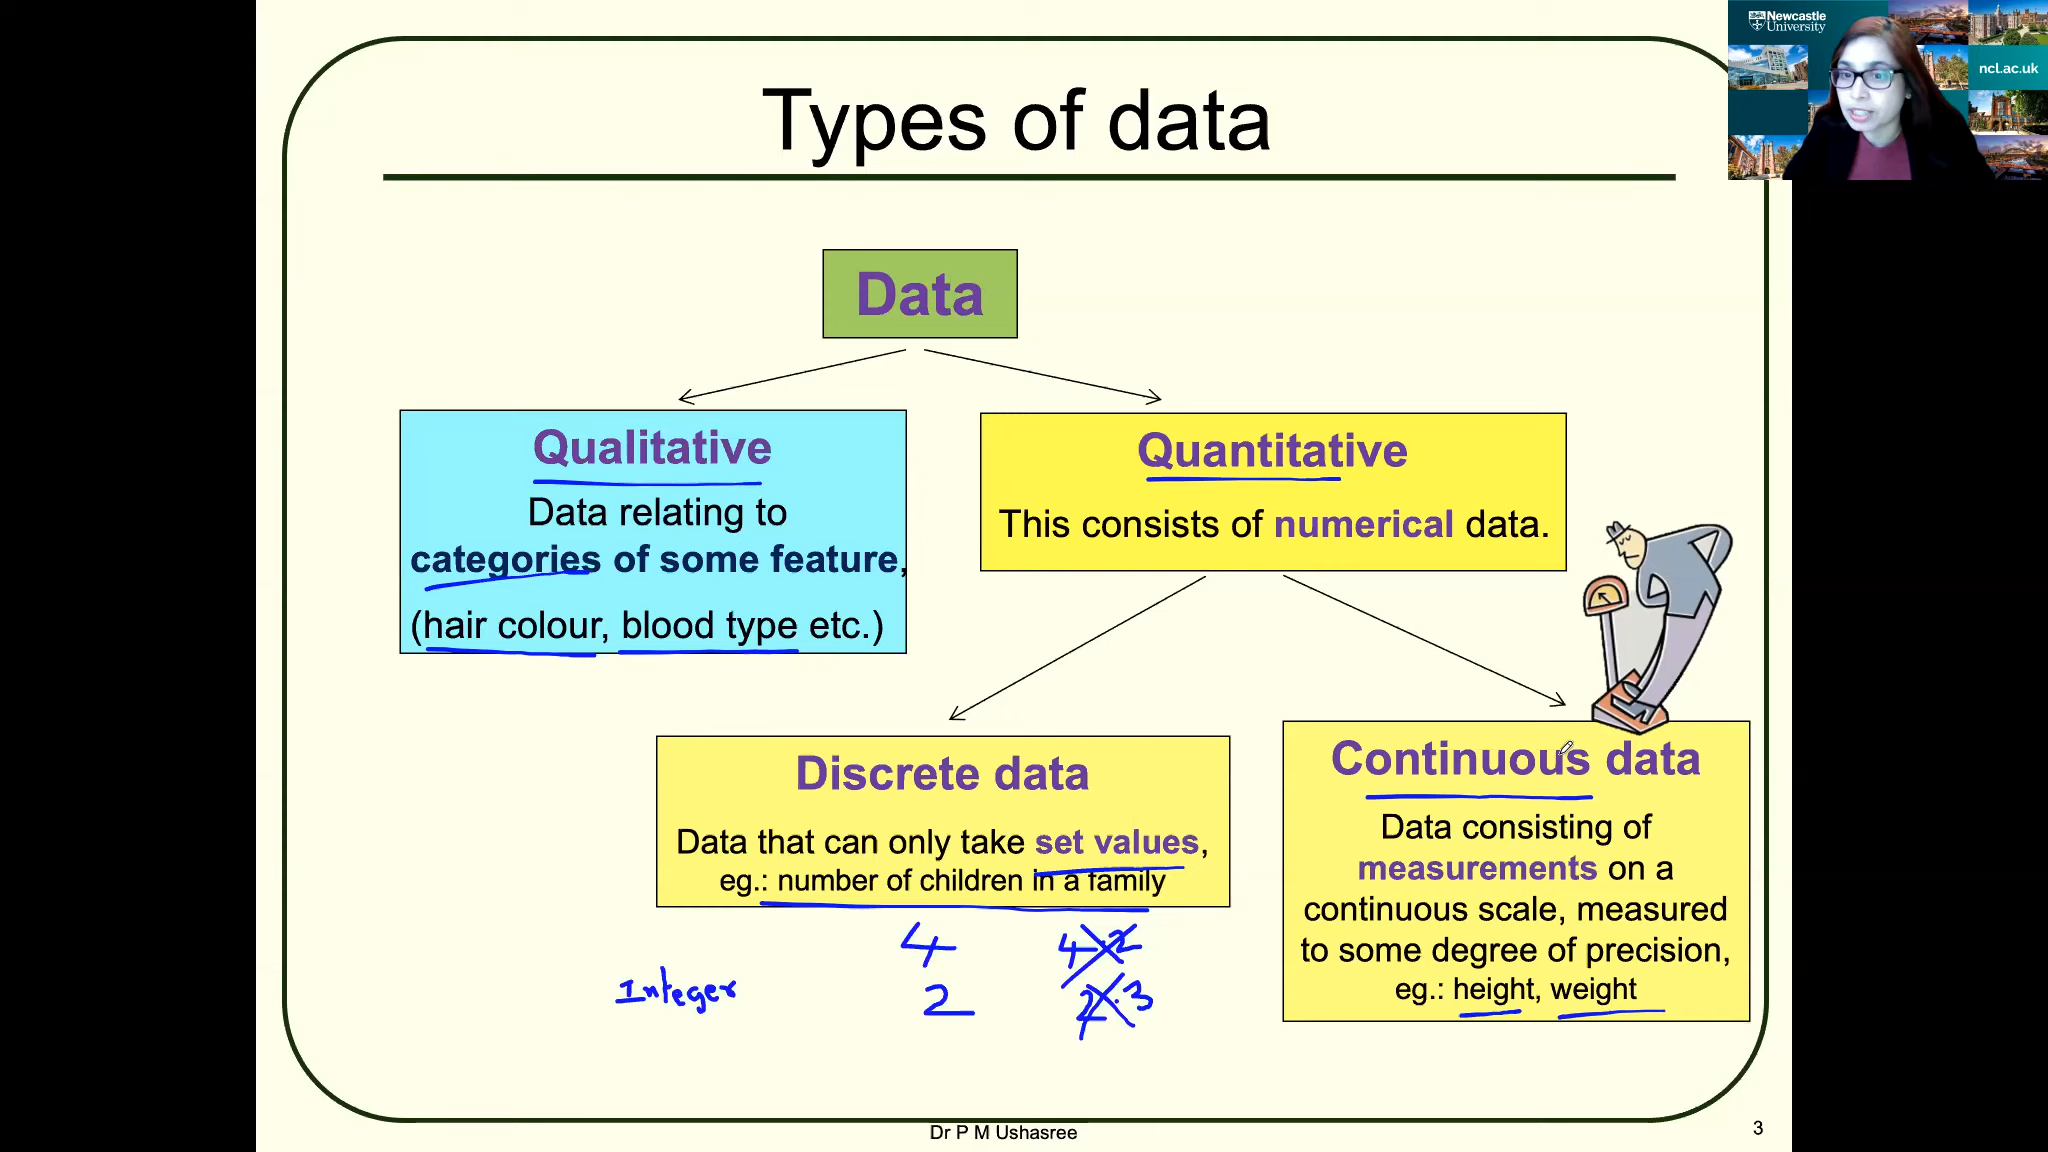 Newcastle
University
ncl.ac.uk
Types of data
Data
Qualitative
Data relating to
categories of some feature,
(hair colour, blood type etc.)
Quantitative
This consists of numerical data.
Discrete data
Data that can only take set values,
eg.: number of children in a family
4 4.2
Integer 2 2.3
Continuous data
Data consisting of
measurements on a
continuous scale, measured
to some degree of precision,
eg.: height, weight
Dr P M Ushasree
3